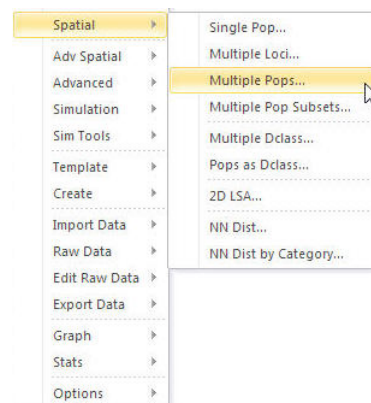 Spatial
Adv Spatial
Advanced
Simulation
Sim Tools
Template
Create
Import Data
Raw Data
Edit Raw Data
Export Data
Graph
Stats
Options
Single Pop...
Multiple Loci...
Multiple Pops...
Multiple Pop Subsets...
Multiple Dclass...
Pops as Dclass...
2D LSA...
NN Dist...
NN Dist by Category...